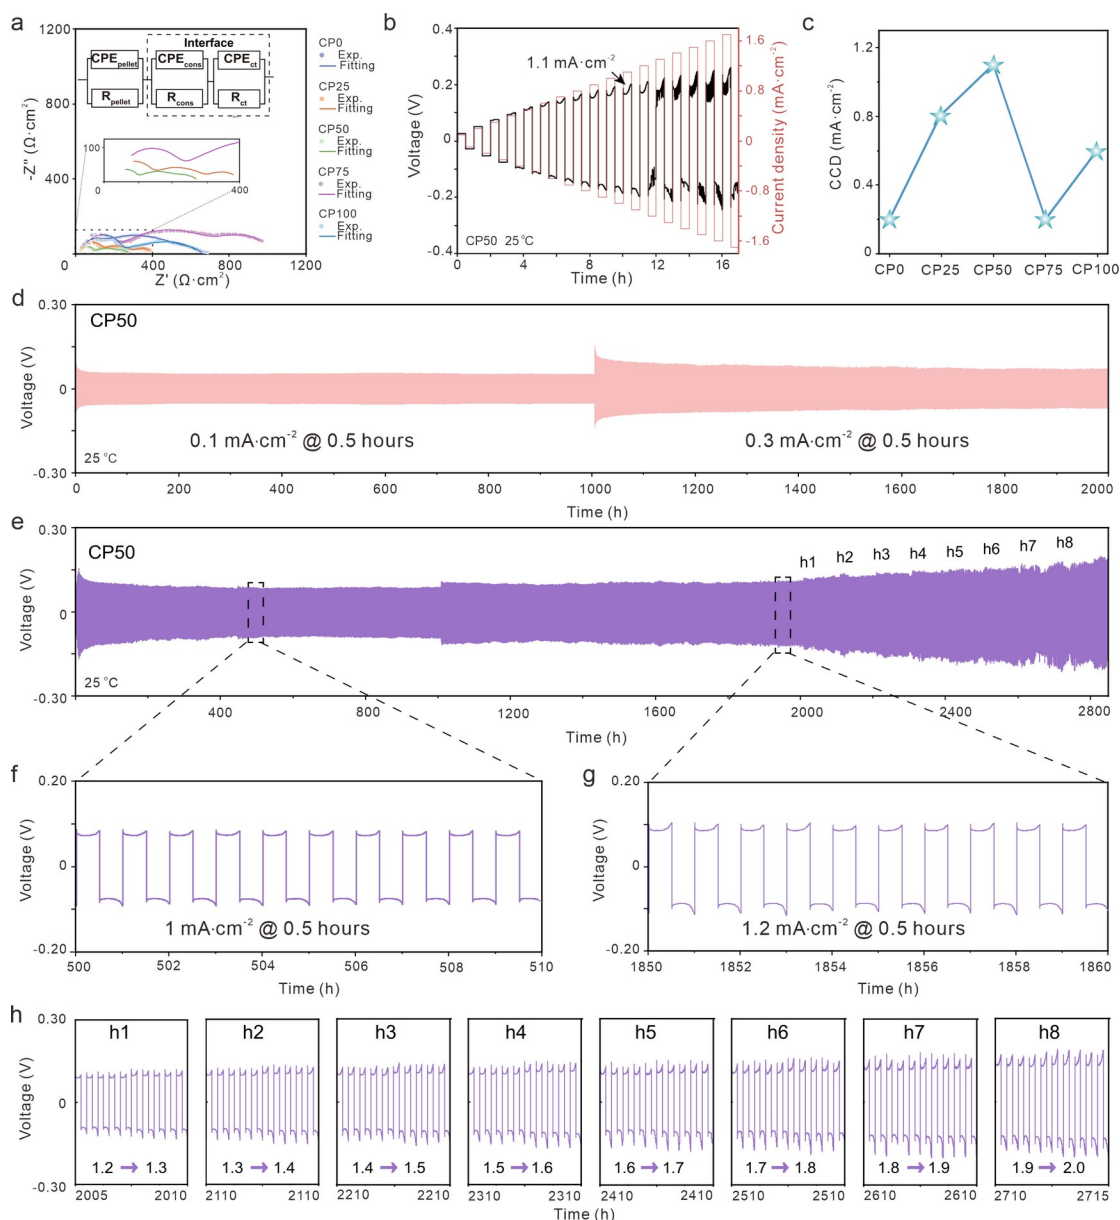 a
1200
900
800
400
0
0
400
800
1200
-Z'' (Ω·cm²)
Z' (Ω·cm²)
Interface
CPEpellet
CPEcons
CPEct
Rpellet
Rcons
Rct
100
0
0
400
CP0
Exp.
Fitting
CP25
Exp.
Fitting
CP50
Exp.
Fitting
CP75
Exp.
Fitting
CP100
Exp.
Fitting
b
0.4
0.2
0.0
-0.2
-0.4
Voltage (V)
1.1 mA·cm⁻²
CP50 25 °C
0 4 8 12 16
Time (h)
1.6
0.8
0.0
-0.8
-1.6
Current density (mA·cm⁻²)
c
1.2
0.8
0.4
0
CCD (mA·cm⁻²)
CP0 CP25 CP50 CP75 CP100
d
0.30
0
-0.30
Voltage (V)
CP50
0.1 mA·cm⁻² @ 0.5 hours
0.3 mA·cm⁻² @ 0.5 hours
25 °C
0 200 400 600 800 1000 1200 1400 1600 1800 2000
Time (h)
e
0.30
0
-0.30
Voltage (V)
CP50
h1 h2 h3 h4 h5 h6 h7 h8
25 °C
400 800 1200 1600 2000 2400 2800
Time (h)
f
0.20
0
-0.20
Voltage (V)
1 mA·cm⁻² @ 0.5 hours
500 502 504 506 508 510
Time (h)
g
0.20
0
-0.20
Voltage (V)
1.2 mA·cm⁻² @ 0.5 hours
1850 1852 1854 1856 1858 1860
Time (h)
h
0.30
0
-0.30
Voltage (V)
h1 h2 h3 h4 h5 h6 h7 h8
1.2 → 1.3
1.3 → 1.4
1.4 → 1.5
1.5 → 1.6
1.6 → 1.7
1.7 → 1.8
1.8 → 1.9
1.9 → 2.0
2005 2010 2110 2110 2210 2210 2310 2310 2410 2410 2510 2510 2610 2610 2710 2715
Time (h)